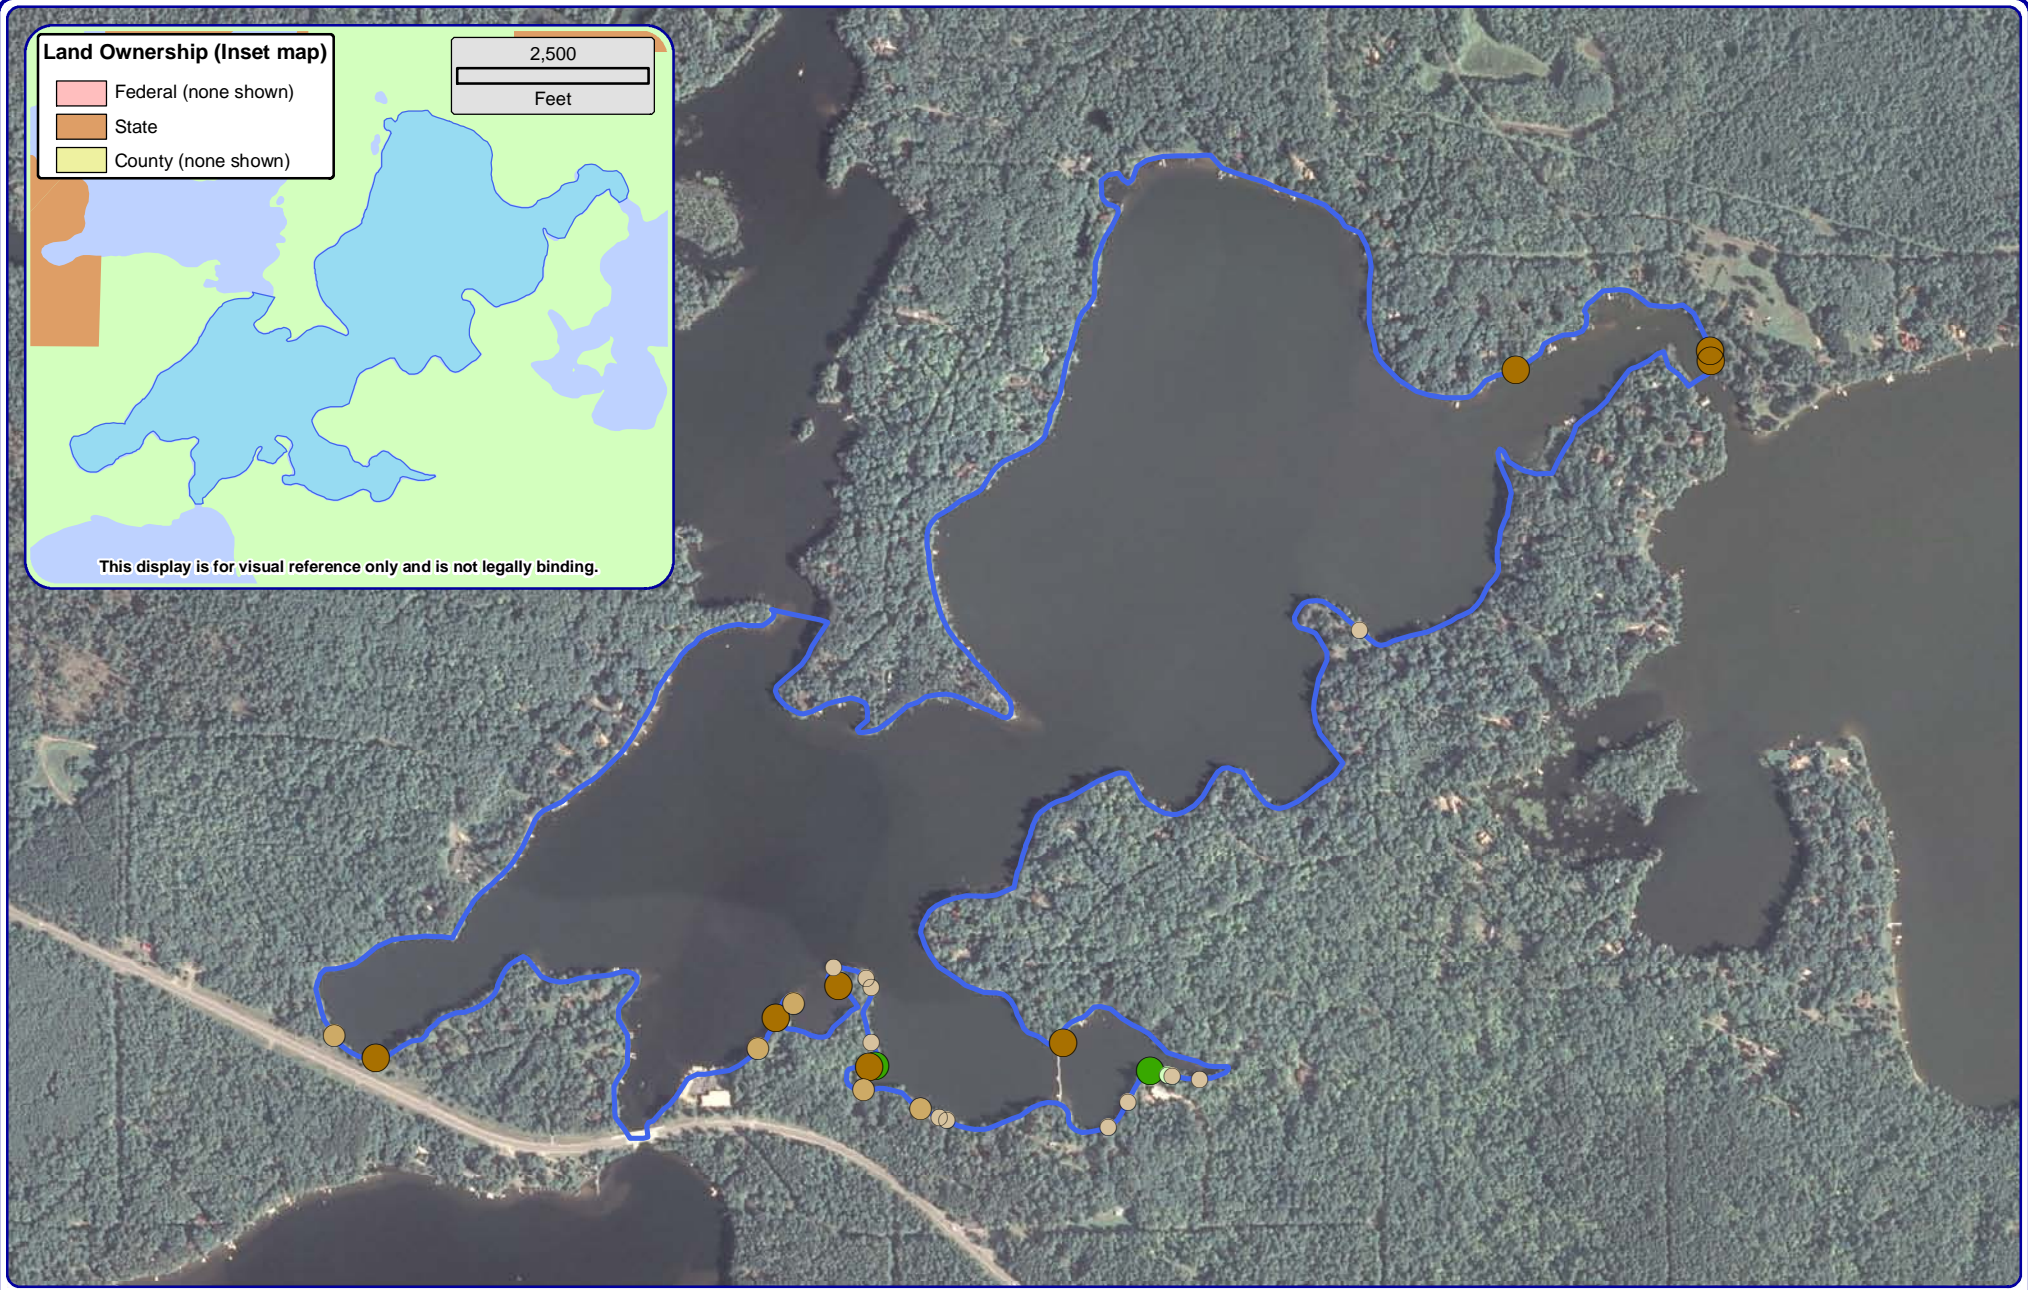 Land Ownership (Inset map)
Federal (none shown)
State
County (none shown)
2,500
Feet
This display is for visual reference only and is not legally binding.